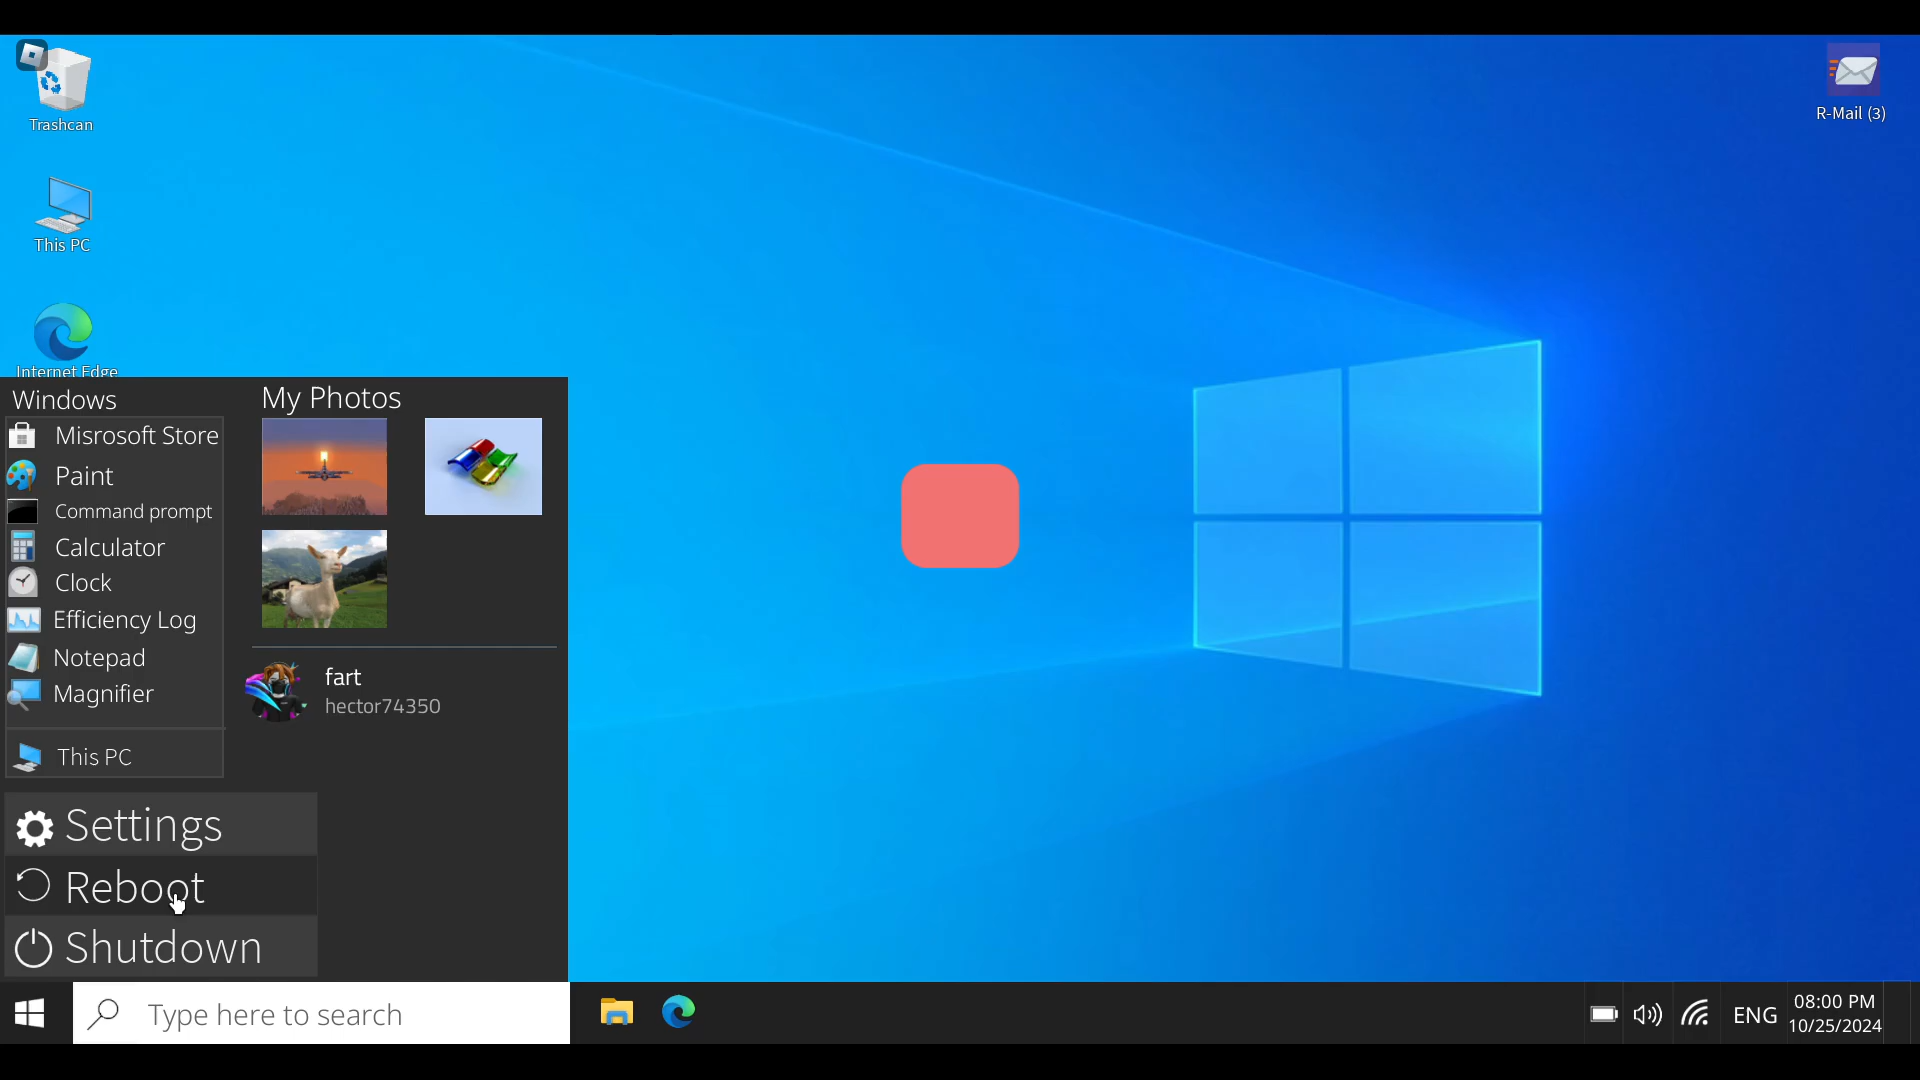 Trashcan
This PC
Internet Edge
R-Mail (3)
Windows
Misrosoft Store
Paint
Command prompt
Calculator
Clock
Efficiency Log
Notepad
Magnifier
This PC
My Photos
fart
hector74350
Settings
Reboot
Shutdown
Type here to search
ENG
08:00 PM
10/25/2024